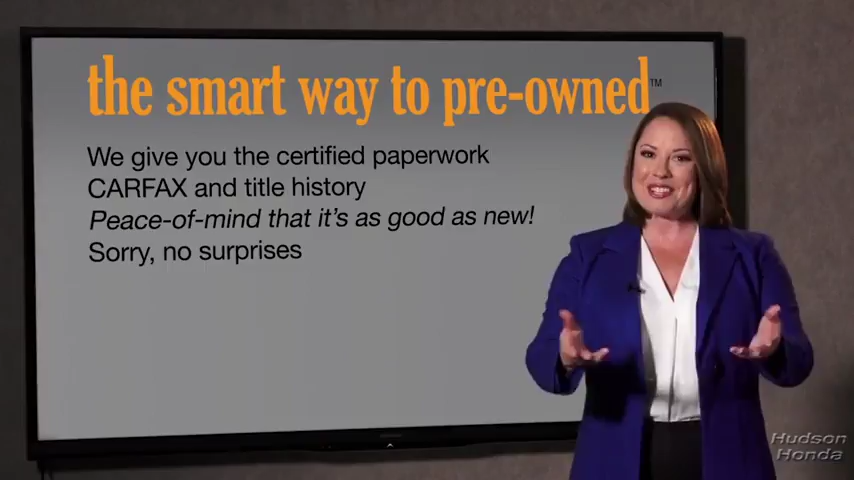 the smart way to pre-owned™
We give you the certified paperwork
CARFAX and title history
Peace-of-mind that it's as good as new!
Sorry, no surprises
Hudson
Honda